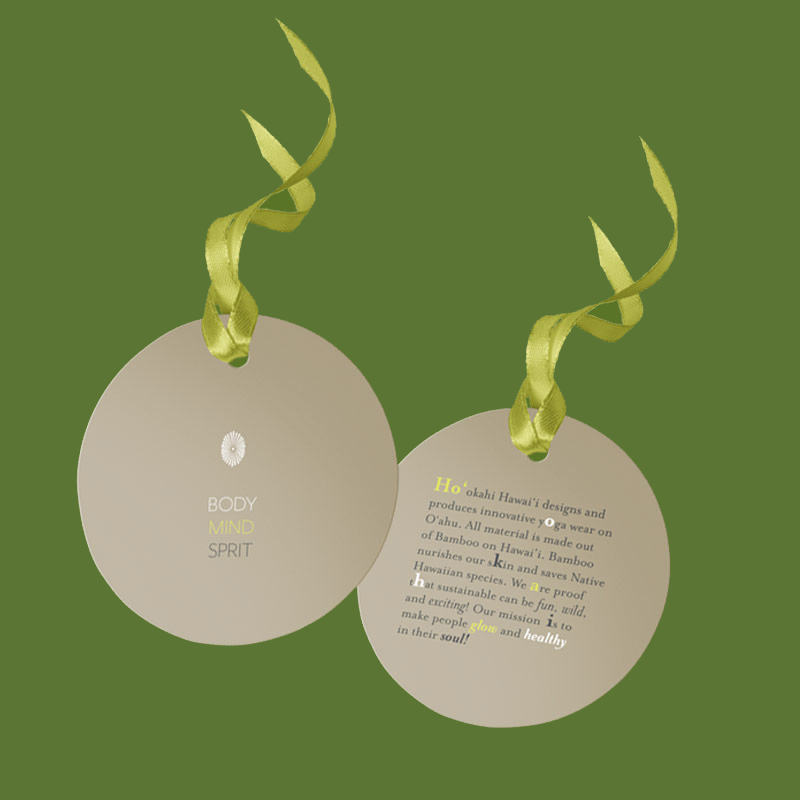 BODY
MIND
SPRIT
Ho‘okahi Hawai‘i designs and
produces innovative yoga wear on
O‘ahu. All material is made out
of Bamboo on Hawai‘i. Bamboo
nurishes our skin and saves Native
Hawaiian species. We are proof
that sustainable can be fun, wild,
and exciting! Our mission is to
make people glow and healthy
in their soul!